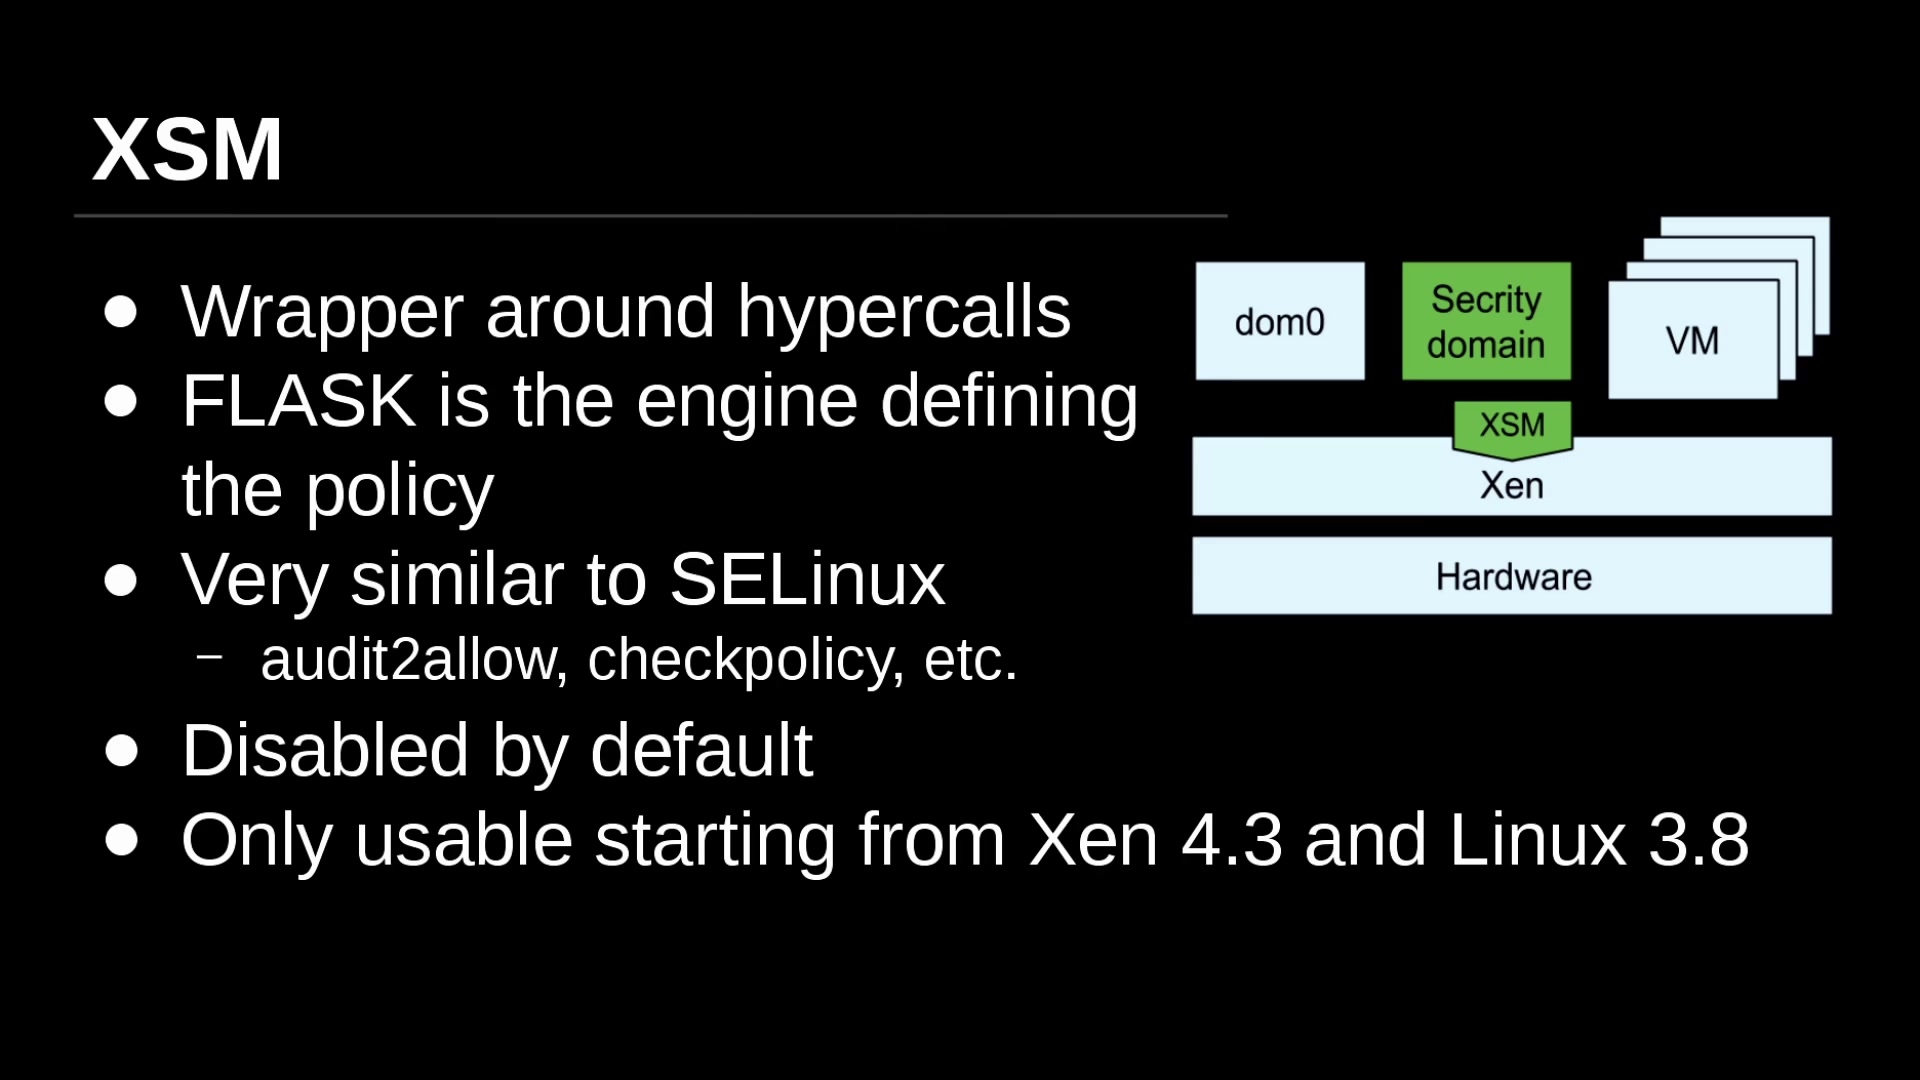 XSM
● Wrapper around hypercalls
● FLASK is the engine defining
the policy
● Very similar to SELinux
– audit2allow, checkpolicy, etc.
● Disabled by default
● Only usable starting from Xen 4.3 and Linux 3.8
dom0
Secrity
domain
VM
XSM
Xen
Hardware